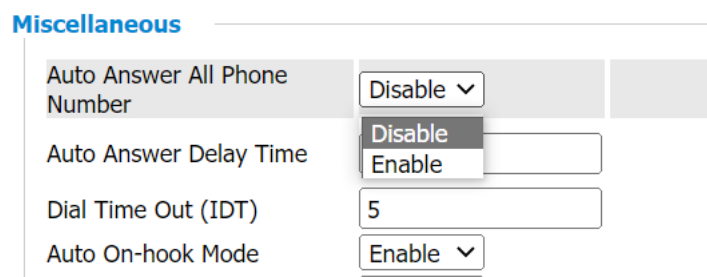 Miscellaneous
Auto Answer All Phone
Number
Disable
Disable
Enable
Auto Answer Delay Time
Dial Time Out (IDT)
5
Auto On-hook Mode
Enable